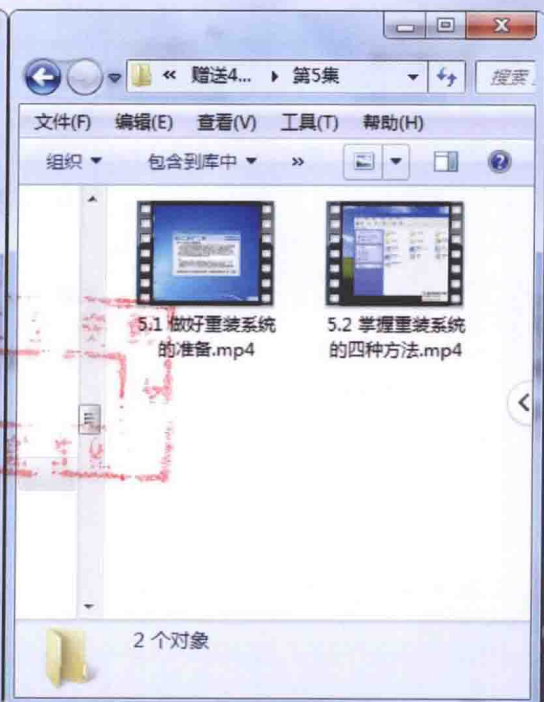 « 赠送4... ▸ 第5集
搜索
文件(F) 编辑(E) 查看(V) 工具(T) 帮助(H)
组织 包含到库中 »
5.1 做好重装系统
的准备.mp4
5.2 掌握重装系统
的四种方法.mp4
2 个对象